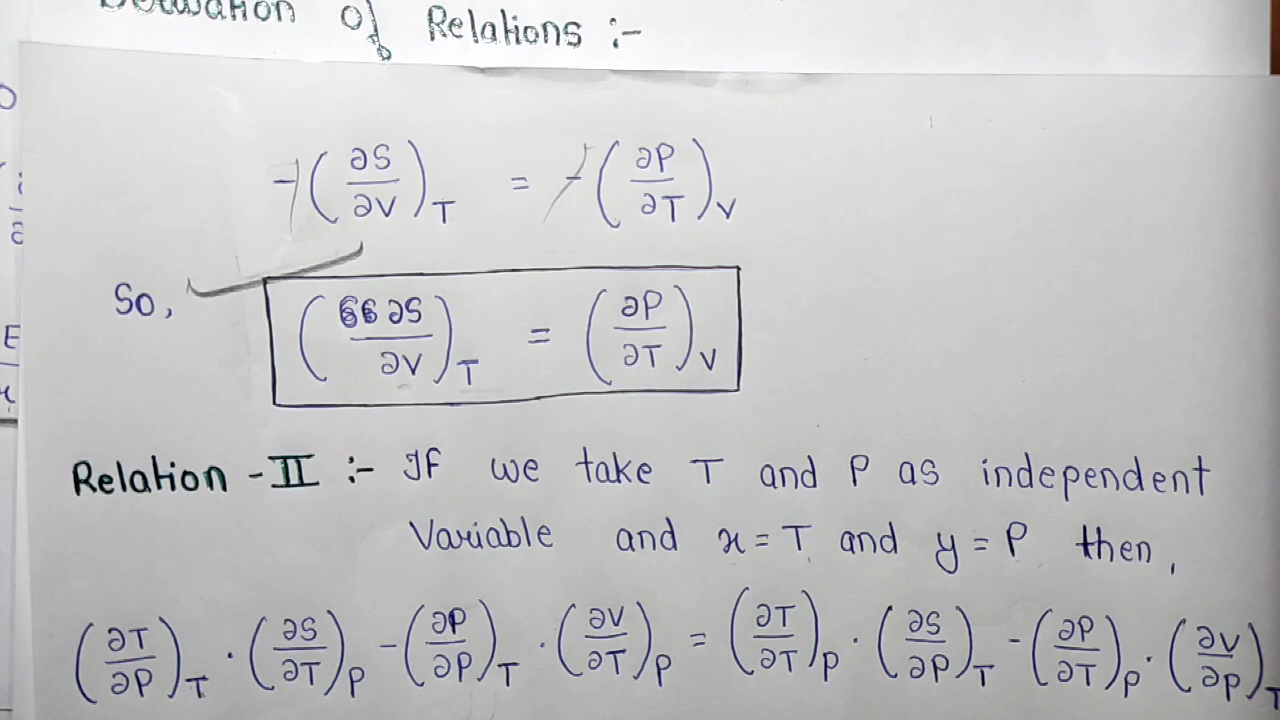 of Relations :-
-(∂S/∂V)_T = -(∂P/∂T)_V
So,
(∂S/∂V)_T = (∂P/∂T)_V
Relation - II :- If we take T and P as independent
Variable and x = T and y = P then,
(∂T/∂P)_T · (∂S/∂T)_P - (∂P/∂P)_T · (∂V/∂T)_P = (∂T/∂T)_P · (∂S/∂P)_T - (∂P/∂T)_P · (∂V/∂P)_T